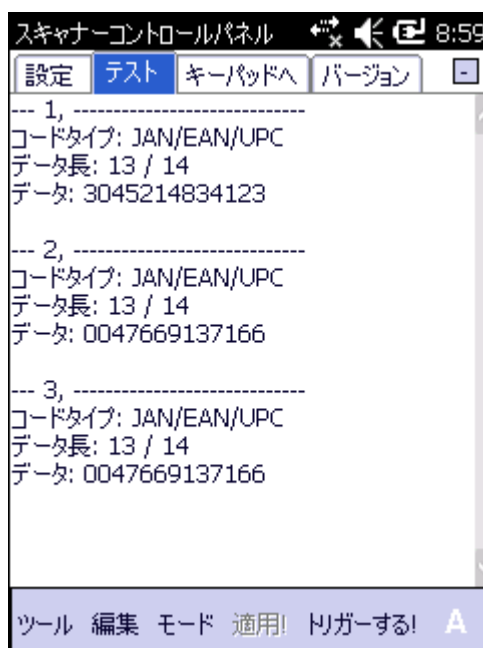 スキャナーコントロールパネル 8:59
設定 テスト キーパッドへ バージョン -
--- 1, -----------------------------
コードタイプ: JAN/EAN/UPC
データ長: 13 / 14
データ: 3045214834123
--- 2, -----------------------------
コードタイプ: JAN/EAN/UPC
データ長: 13 / 14
データ: 0047669137166
--- 3, -----------------------------
コードタイプ: JAN/EAN/UPC
データ長: 13 / 14
データ: 0047669137166
ツール 編集 モード 適用! トリガーする! A